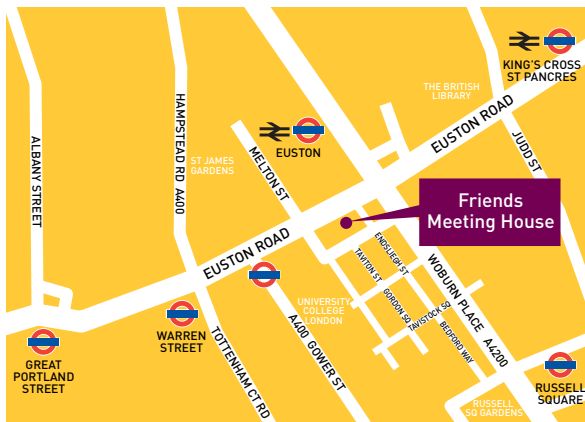 KING'S CROSS
ST PANCRES
THE BRITISH
LIBRARY
EUSTON ROAD
JUDD ST
HAMPSTEAD RD A400
ALBANY STREET
EUSTON
MELTON ST
ST JAMES
GARDENS
Friends
Meeting House
EUSTON ROAD
ENDSLIEGH ST
TAVITON ST
WOBURN PLACE A4200
GORDON SQ
TAVISTOCK SQ
BEDFORD WAY
UNIVERSITY
COLLEGE
LONDON
WARREN
STREET
A400 GOWER ST
TOTTENHAM CT RD
GREAT
PORTLAND
STREET
RUSSELL
SQUARE
RUSSELL
SQ GARDENS